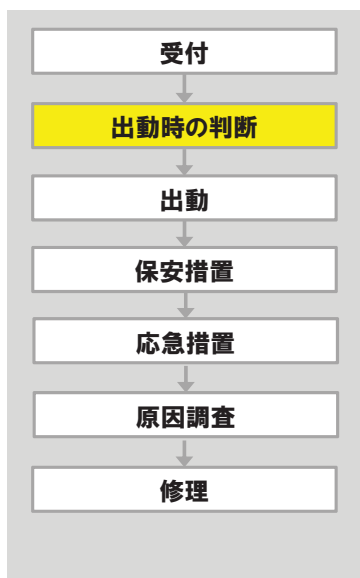 受付
出動時の判断
出動
保安措置
応急措置
原因調査
修理